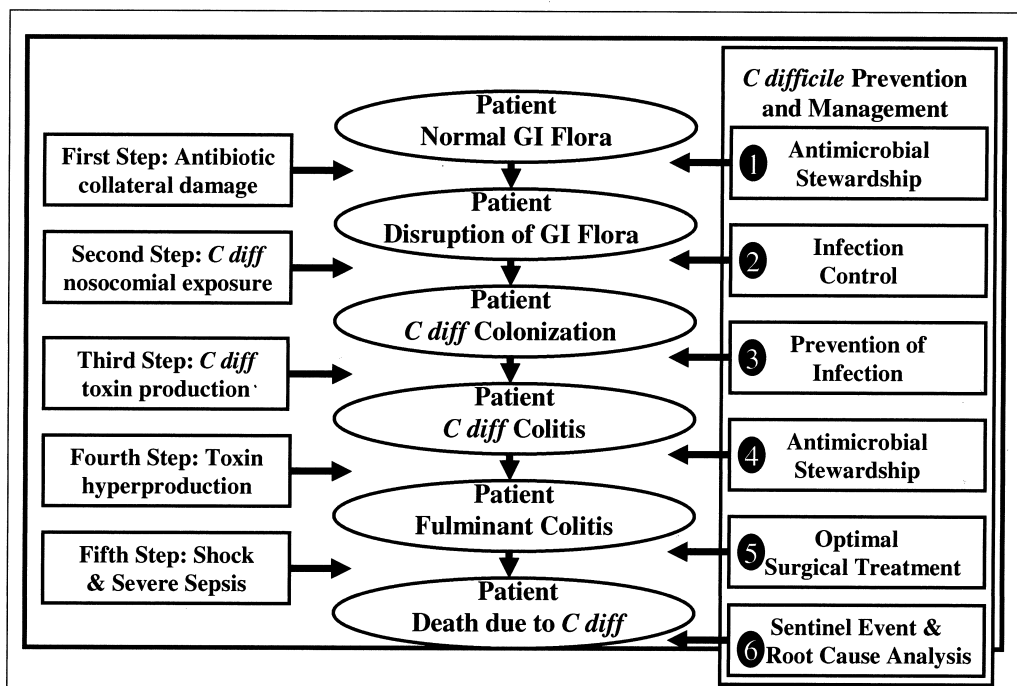 C difficile Prevention
and Management
Patient
Normal GI Flora
First Step: Antibiotic
collateral damage
1
Antimicrobial
Stewardship
Patient
Disruption of GI Flora
Second Step: C diff
nosocomial exposure
2
Infection
Control
Patient
C diff Colonization
Third Step: C diff
toxin production
3
Prevention of
Infection
Patient
C diff Colitis
Fourth Step: Toxin
hyperproduction
4
Antimicrobial
Stewardship
Patient
Fulminant Colitis
Fifth Step: Shock
& Severe Sepsis
5
Optimal
Surgical Treatment
Patient
Death due to C diff
6
Sentinel Event &
Root Cause Analysis